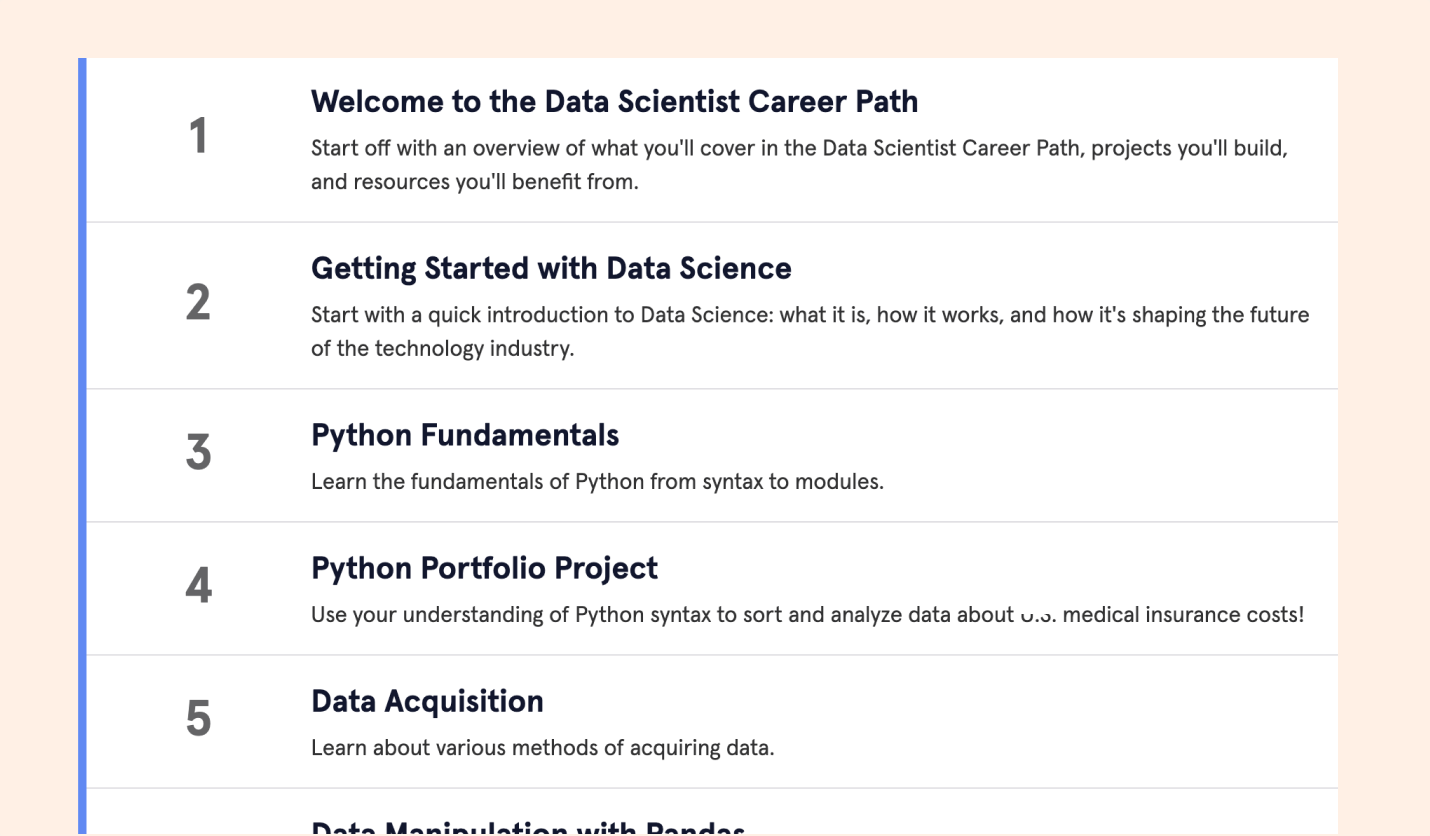 1
Welcome to the Data Scientist Career Path
Start off with an overview of what you'll cover in the Data Scientist Career Path, projects you'll build,
and resources you'll benefit from.
2
Getting Started with Data Science
Start with a quick introduction to Data Science: what it is, how it works, and how it's shaping the future
of the technology industry.
3
Python Fundamentals
Learn the fundamentals of Python from syntax to modules.
4
Python Portfolio Project
Use your understanding of Python syntax to sort and analyze data about medical insurance costs!
5
Data Acquisition
Learn about various methods of acquiring data.
Data Manipulation with Pandas